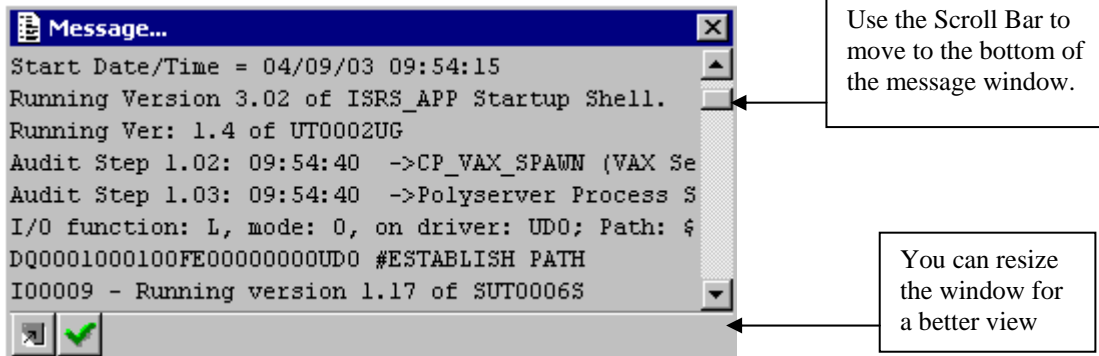 Message...
Start Date/Time = 04/09/03 09:54:15
Running Version 3.02 of ISRS_APP Startup Shell.
Running Ver: 1.4 of UT0002UG
Audit Step 1.02: 09:54:40 ->CP_VAX_SPAWN (VAX Se
Audit Step 1.03: 09:54:40 ->Polyserver Process S
I/O function: L, mode: 0, on driver: UD0; Path: $
DQ0001000100FE00000000UD0 #ESTABLISH PATH
I00009 - Running version 1.17 of SUT0006S
Use the Scroll Bar to
move to the bottom of
the message window.
You can resize
the window for
a better view